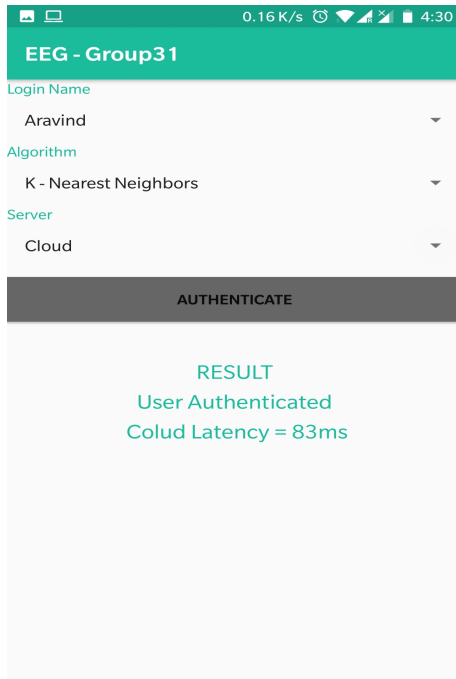 0.16 K/s 4:30
EEG - Group31
Login Name
Aravind
Algorithm
K - Nearest Neighbors
Server
Cloud
AUTHENTICATE
RESULT
User Authenticated
Colud Latency = 83ms